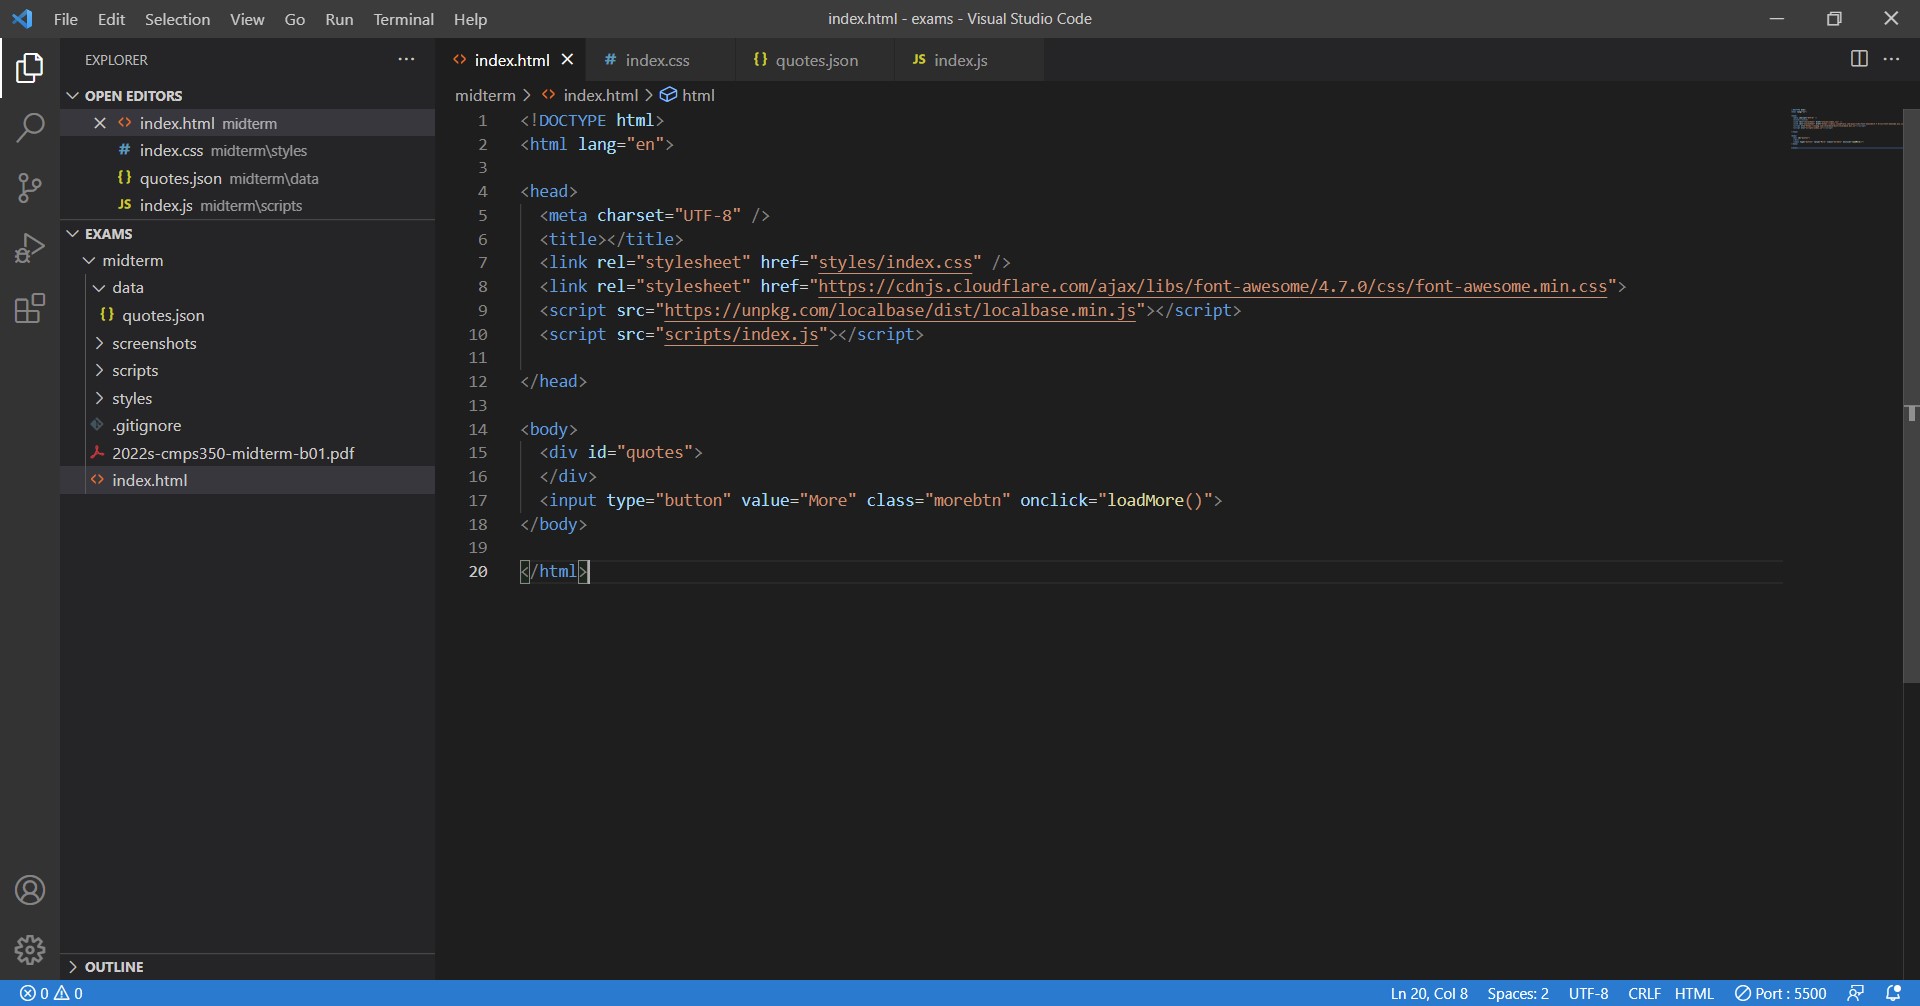 File Edit Selection View Go Run Terminal Help index.html - exams - Visual Studio Code
EXPLORER
OPEN EDITORS
index.html midterm
# index.css midterm\styles
{} quotes.json midterm\data
JS index.js midterm\scripts
EXAMS
midterm
data
{} quotes.json
screenshots
scripts
styles
.gitignore
2022s-cmps350-midterm-b01.pdf
<> index.html
OUTLINE
<> index.html # index.css {} quotes.json JS index.js
midterm > <> index.html > html
1 <!DOCTYPE html>
2 <html lang="en">
3
4 <head>
5 <meta charset="UTF-8" />
6 <title></title>
7 <link rel="stylesheet" href="styles/index.css" />
8 <link rel="stylesheet" href="https://cdnjs.cloudflare.com/ajax/libs/font-awesome/4.7.0/css/font-awesome.min.css">
9 <script src="https://unpkg.com/localbase/dist/localbase.min.js"></script>
10 <script src="scripts/index.js"></script>
11
12 </head>
13
14 <body>
15 <div id="quotes">
16 </div>
17 <input type="button" value="More" class="morebtn" onclick="loadMore()">
18 </body>
19
20 </html>
0 0 Ln 20, Col 8 Spaces: 2 UTF-8 CRLF HTML Port : 5500